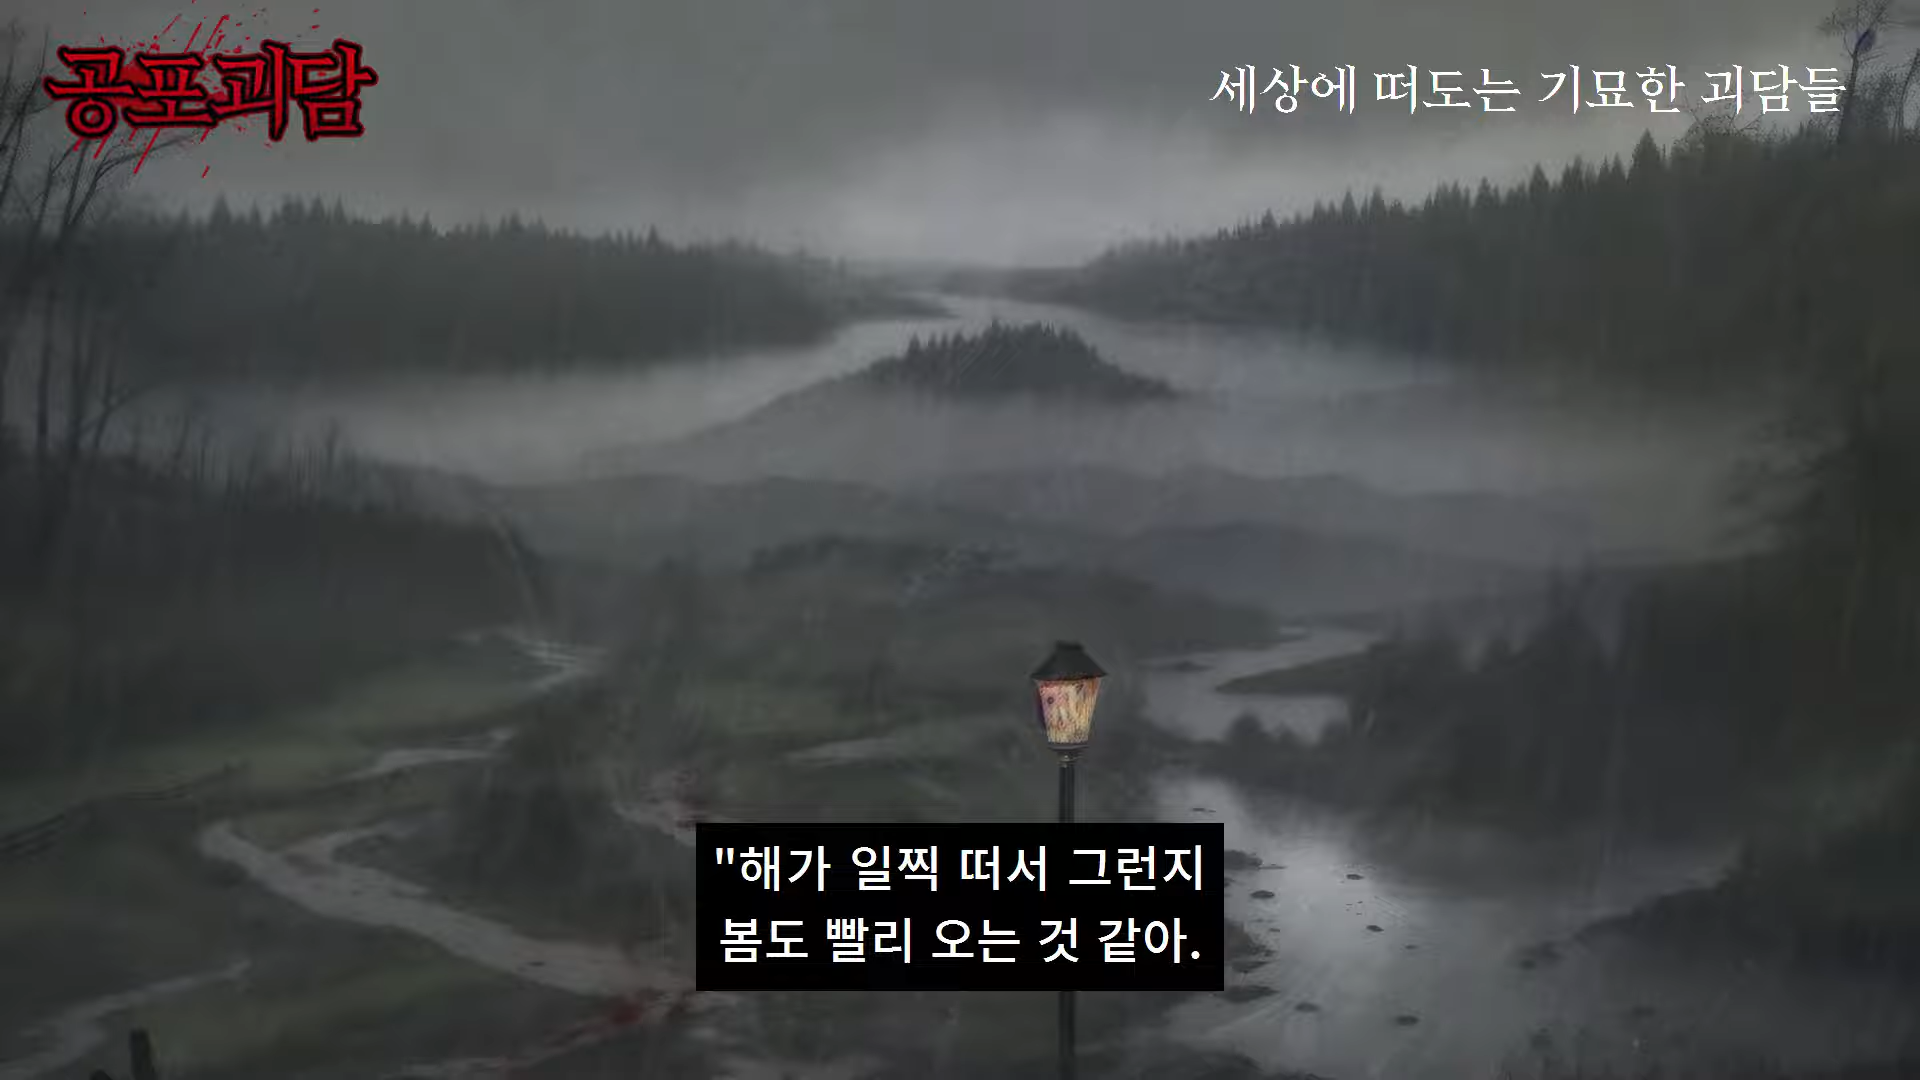 공포괴담
세상에 떠도는 기묘한 괴담들
"해가 일찍 떠서 그런지
봄도 빨리 오는 것 같아.